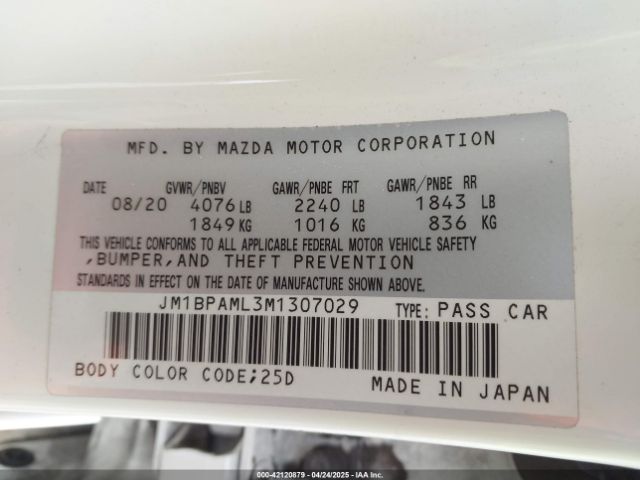 MFD. BY MAZDA MOTOR CORPORATION
DATE GVWR/PNBV GAWR/PNBE FRT GAWR/PNBE RR
08/20 4076 LB 2240 LB 1843 LB
1849 KG 1016 KG 836 KG
THIS VEHICLE CONFORMS TO ALL APPLICABLE FEDERAL MOTOR VEHICLE SAFETY
,BUMPER,AND THEFT PREVENTION
STANDARDS IN EFFECT ON THE DATE OF MANUFACTURE SHOWN ABOVE.
JM1BPAML3M1307029 TYPE: PASS CAR
BODY COLOR CODE;25D MADE IN JAPAN
000-42120879 - 04/24/2025 - IAA Inc.